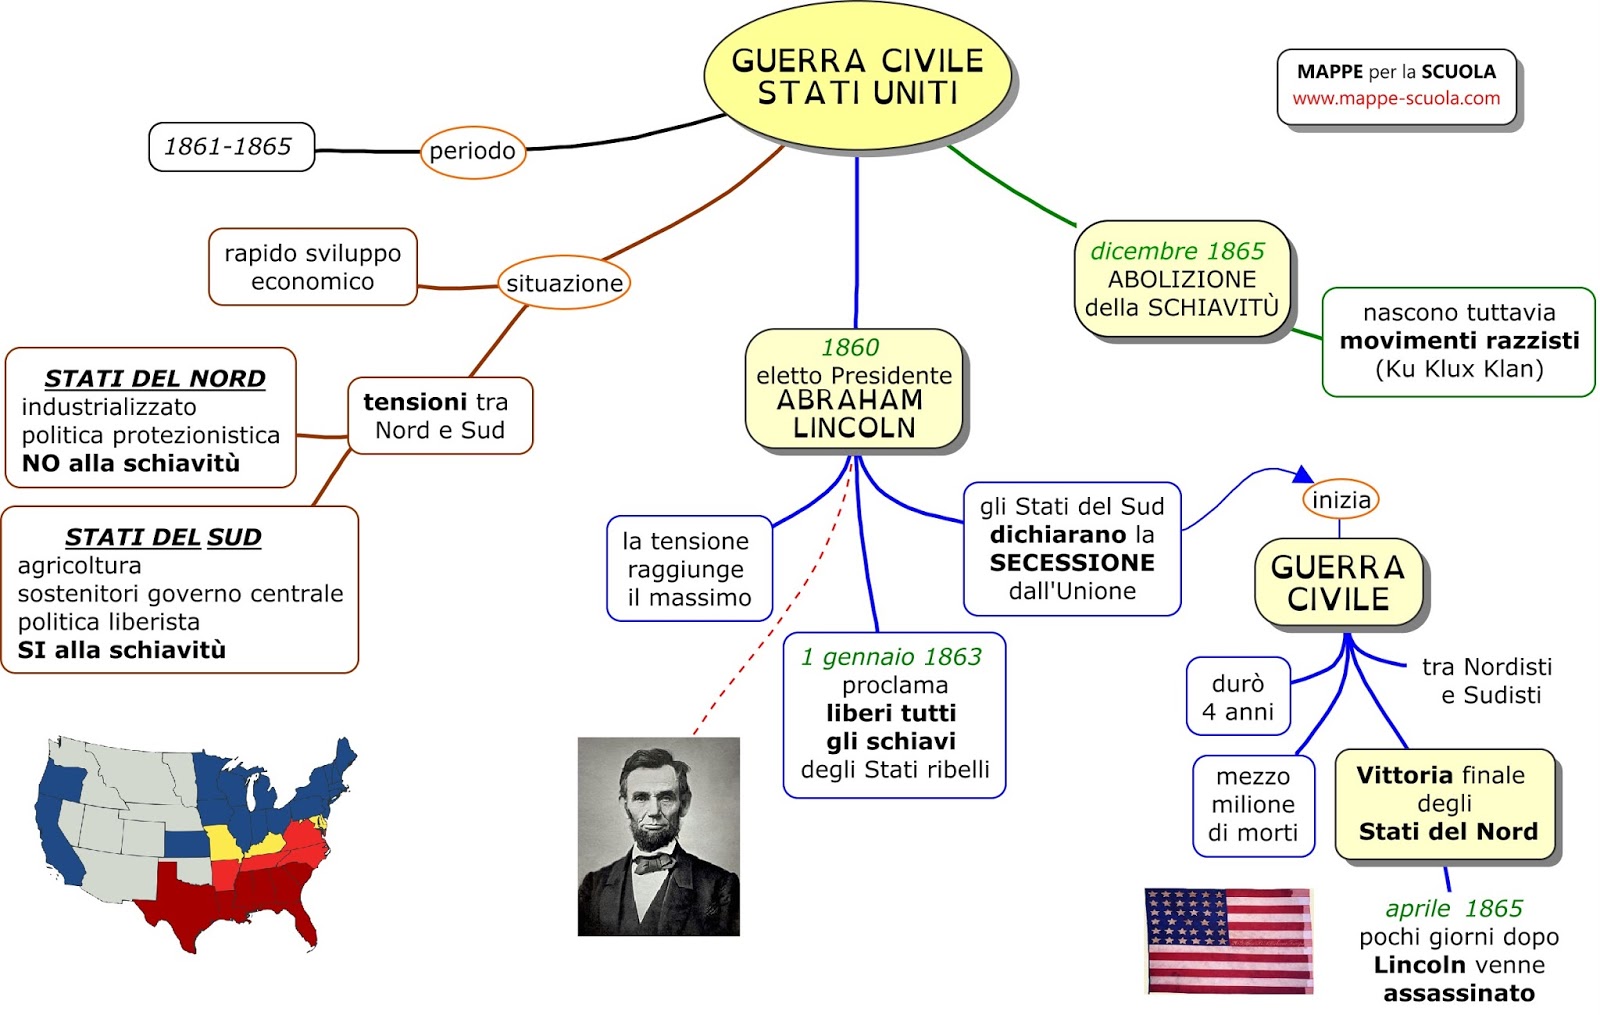 GUERRA CIVILE
STATI UNITI
MAPPE per la SCUOLA
www.mappe-scuola.com
1861-1865
periodo
situazione
rapido sviluppo
economico
tensioni tra
Nord e Sud
STATI DEL NORD
industrializzato
politica protezionistica
NO alla schiavitù
STATI DEL SUD
agricoltura
sostenitori governo centrale
politica liberista
SI alla schiavitù
1860
eletto Presidente
ABRAHAM
LINCOLN
la tensione
raggiunge
il massimo
1 gennaio 1863
proclama
liberi tutti
gli schiavi
degli Stati ribelli
gli Stati del Sud
dichiarano la
SECESSIONE
dall'Unione
inizia
GUERRA
CIVILE
durò
4 anni
mezzo
milione
di morti
tra Nordisti
e Sudisti
Vittoria finale
degli
Stati del Nord
aprile 1865
pochi giorni dopo
Lincoln venne
assassinato
dicembre 1865
ABOLIZIONE
della SCHIAVITÙ
nascono tuttavia
movimenti razzisti
(Ku Klux Klan)